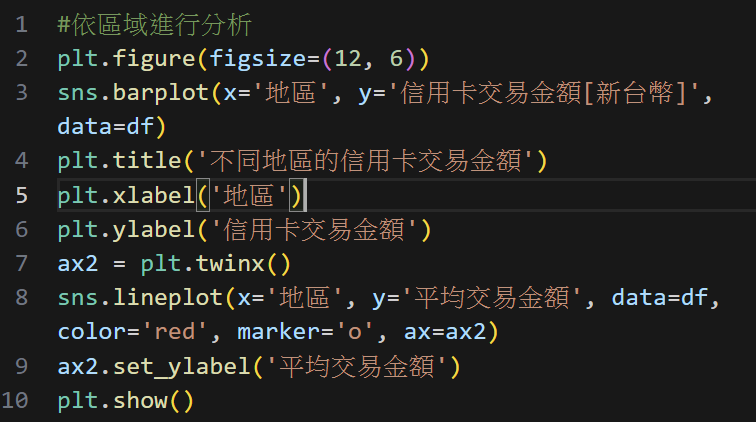 1 #依區域進行分析
2 plt.figure(figsize=(12, 6))
3 sns.barplot(x='地區', y='信用卡交易金額[新台幣]',
data=df)
4 plt.title('不同地區的信用卡交易金額')
5 plt.xlabel('地區')
6 plt.ylabel('信用卡交易金額')
7 ax2 = plt.twinx()
8 sns.lineplot(x='地區', y='平均交易金額', data=df,
color='red', marker='o', ax=ax2)
9 ax2.set_ylabel('平均交易金額')
10 plt.show()